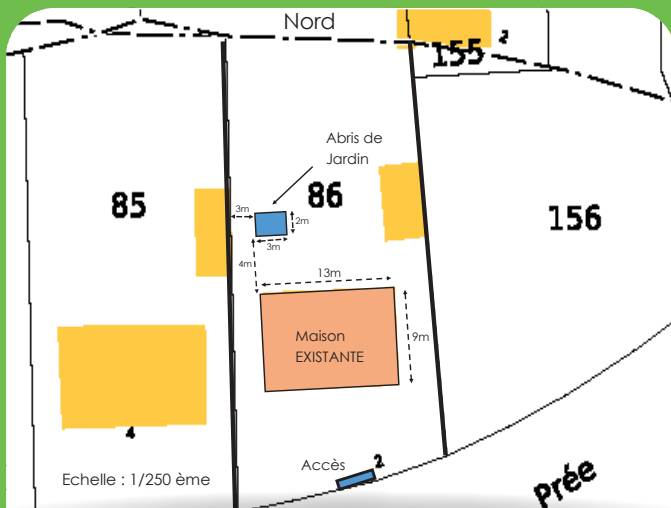 Nord
2
155
Abris de
Jardin
85
86
156
3m
2m
3m
4m
13m
Maison
EXISTANTE
9m
4
Accès
2
Echelle : 1/250 ème
Prée